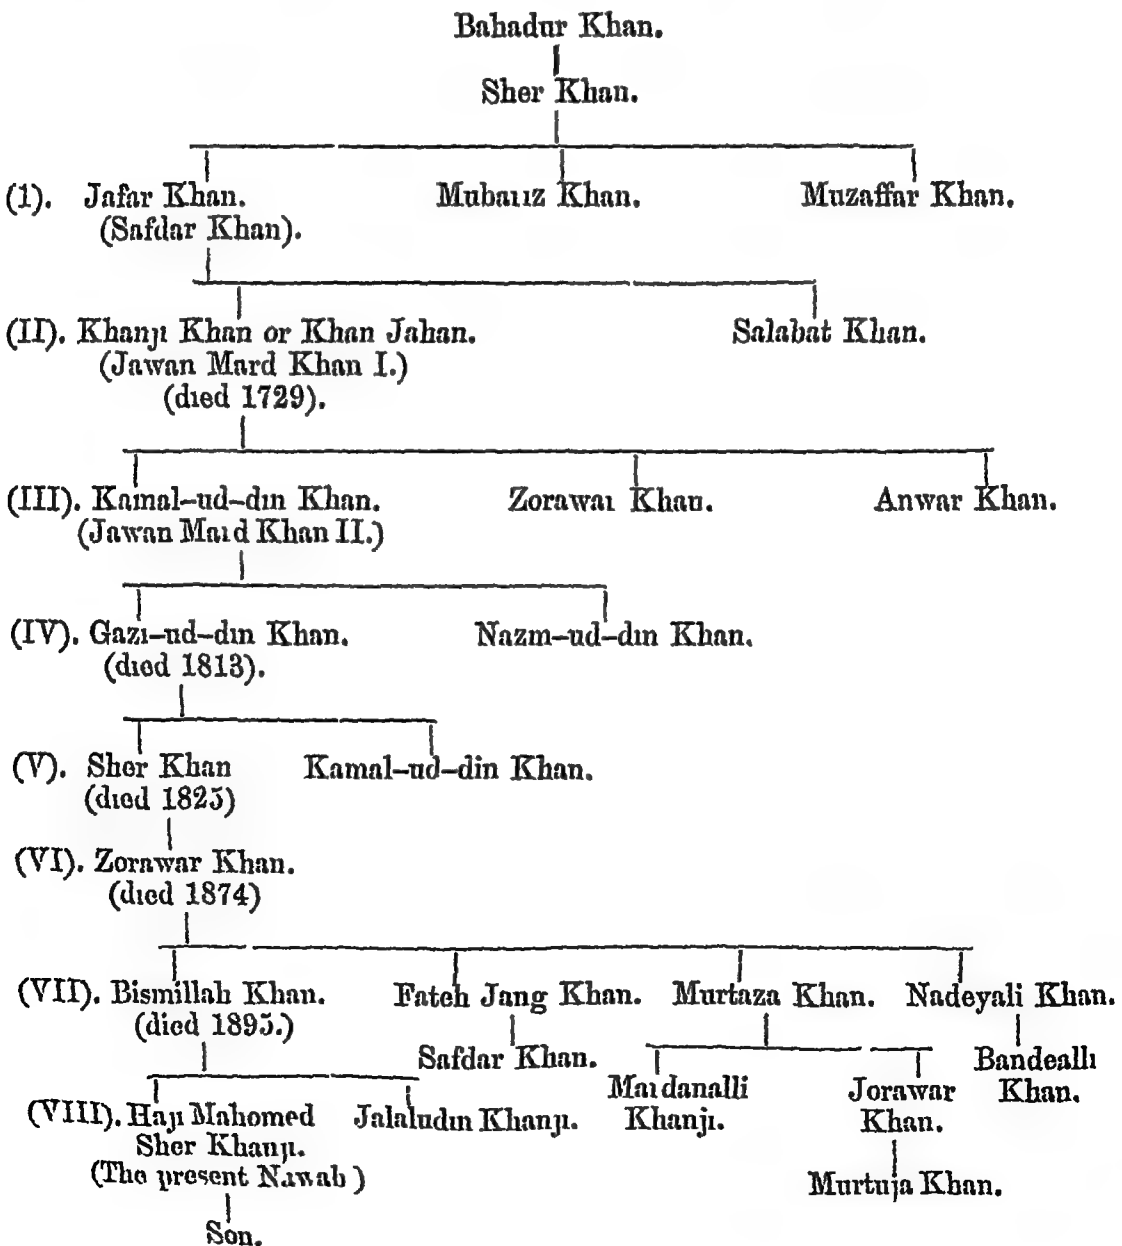 Bahadur Khan.
Sher Khan.
(1). Jafar Khan. Mubariz Khan. Muzaffar Khan.
(Safdar Khan).
(II). Khanji Khan or Khan Jahan. Salabat Khan.
(Jawan Mard Khan I.)
(died 1729).
(III). Kamal-ud-din Khan. Zorawar Khan. Anwar Khan.
(Jawan Mard Khan II.)
(IV). Gazi-ud-din Khan. Nazm-ud-din Khan.
(died 1813).
(V). Sher Khan Kamal-ud-din Khan.
(died 1825)
(VI). Zorawar Khan.
(died 1874)
(VII). Bismillah Khan. Fateh Jang Khan. Murtaza Khan. Nadeyali Khan.
(died 1895.)
Safdar Khan. Mardanalli Khanji. Jorawar Khan. Bandealli Khan.
(VIII). Haji Mahomed Sher Khanji. Jalaludin Khanji.
(The present Nawab)
Murtuja Khan.
Son.